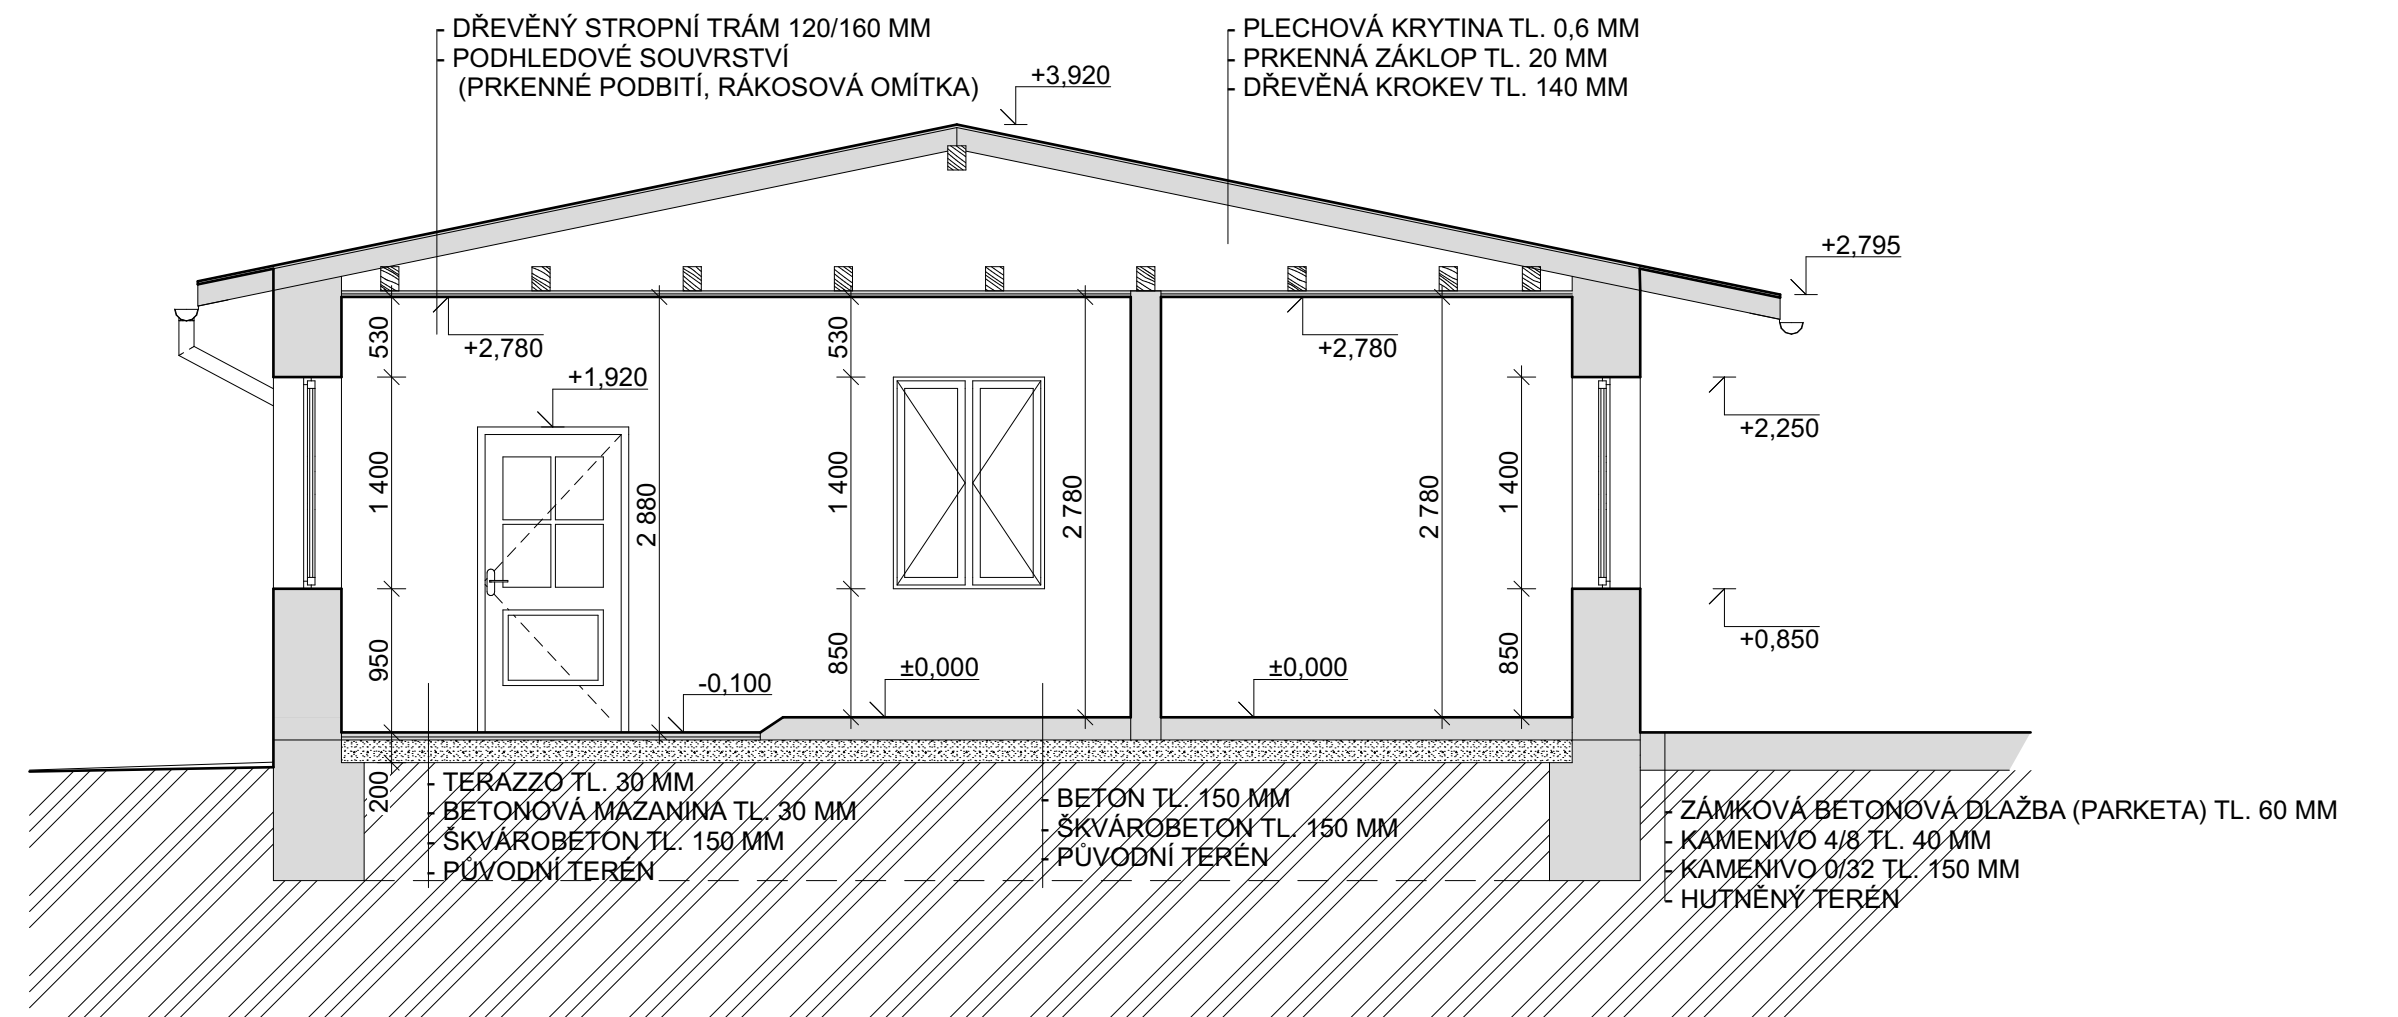 - DŘEVĚNÝ STROPNÍ TRÁM 120/160 MM
- PODHLEDOVÉ SOUVRSTVÍ
(PRKENNÉ PODBITÍ, RÁKOSOVÁ OMÍTKA)
- PLECHOVÁ KRYTINA TL. 0,6 MM
- PRKENNÁ ZÁKLOP TL. 20 MM
- DŘEVĚNÁ KROKEV TL. 140 MM
+3,920
+2,795
530
+2,780
530
+2,780
+1,920
+2,250
1 400
2 880
1 400
2 780
2 780
1 400
950
-0,100
850
±0,000
±0,000
850
+0,850
200
- TERAZZO TL. 30 MM
- BETONOVÁ MAZANINA TL. 30 MM
- ŠKVÁROBETON TL. 150 MM
- PŮVODNÍ TERÉN
- BETON TL. 150 MM
- ŠKVÁROBETON TL. 150 MM
- PŮVODNÍ TERÉN
- ZÁMKOVÁ BETONOVÁ DLAŽBA (PARKETA) TL. 60 MM
- KAMENIVO 4/8 TL. 40 MM
- KAMENIVO 0/32 TL. 150 MM
- HUTNĚNÝ TERÉN